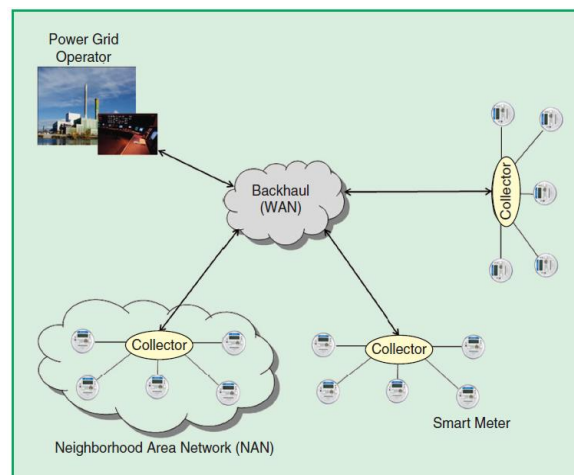 Power Grid
Operator
Backhaul
(WAN)
Collector
Collector
Collector
Smart Meter
Neighborhood Area Network (NAN)